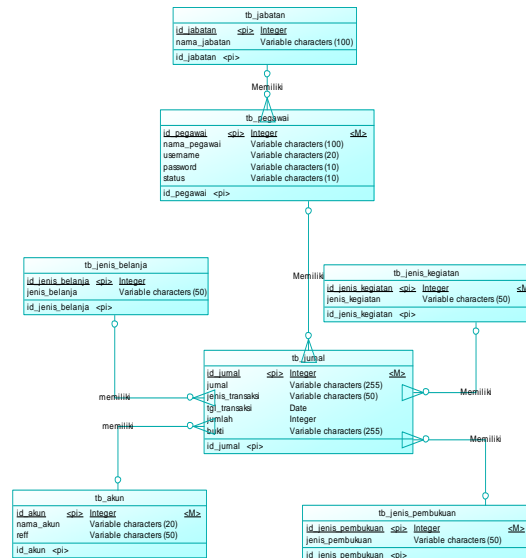 tb_jabatan
id_jabatan <pi> Integer
nama_jabatan Variable characters (100)
id_jabatan <pi>
Memiliki
tb_pegawai
id_pegawai <pi> Integer <M>
nama_pegawai Variable characters (100)
username Variable characters (20)
password Variable characters (10)
status Variable characters (10)
id_pegawai <pi>
Memiliki
tb_jenis_belanja
id_jenis_belanja <pi> Integer
jenis_belanja Variable characters (50)
id_jenis_belanja <pi>
tb_jenis_kegiatan
id_jenis_kegiatan <pi> Integer <M>
jenis_kegiatan Variable characters (50)
id_jenis_kegiatan <pi>
tb_jurnal
id_jurnal <pi> Integer <M>
jurnal Variable characters (255)
jenis_transaksi Variable characters (50)
tgl_transaksi Date
jumlah Integer
bukti Variable characters (255)
id_jurnal <pi>
memiliki
Memiliki
memiliki
Memiliki
tb_akun
id_akun <pi> Integer <M>
nama_akun Variable characters (20)
reff Variable characters (50)
id_akun <pi>
tb_jenis_pembukuan
id_jenis_pembukuan <pi> Integer <M>
jenis_pembukuan Variable characters (50)
id_jenis_pembukuan <pi>